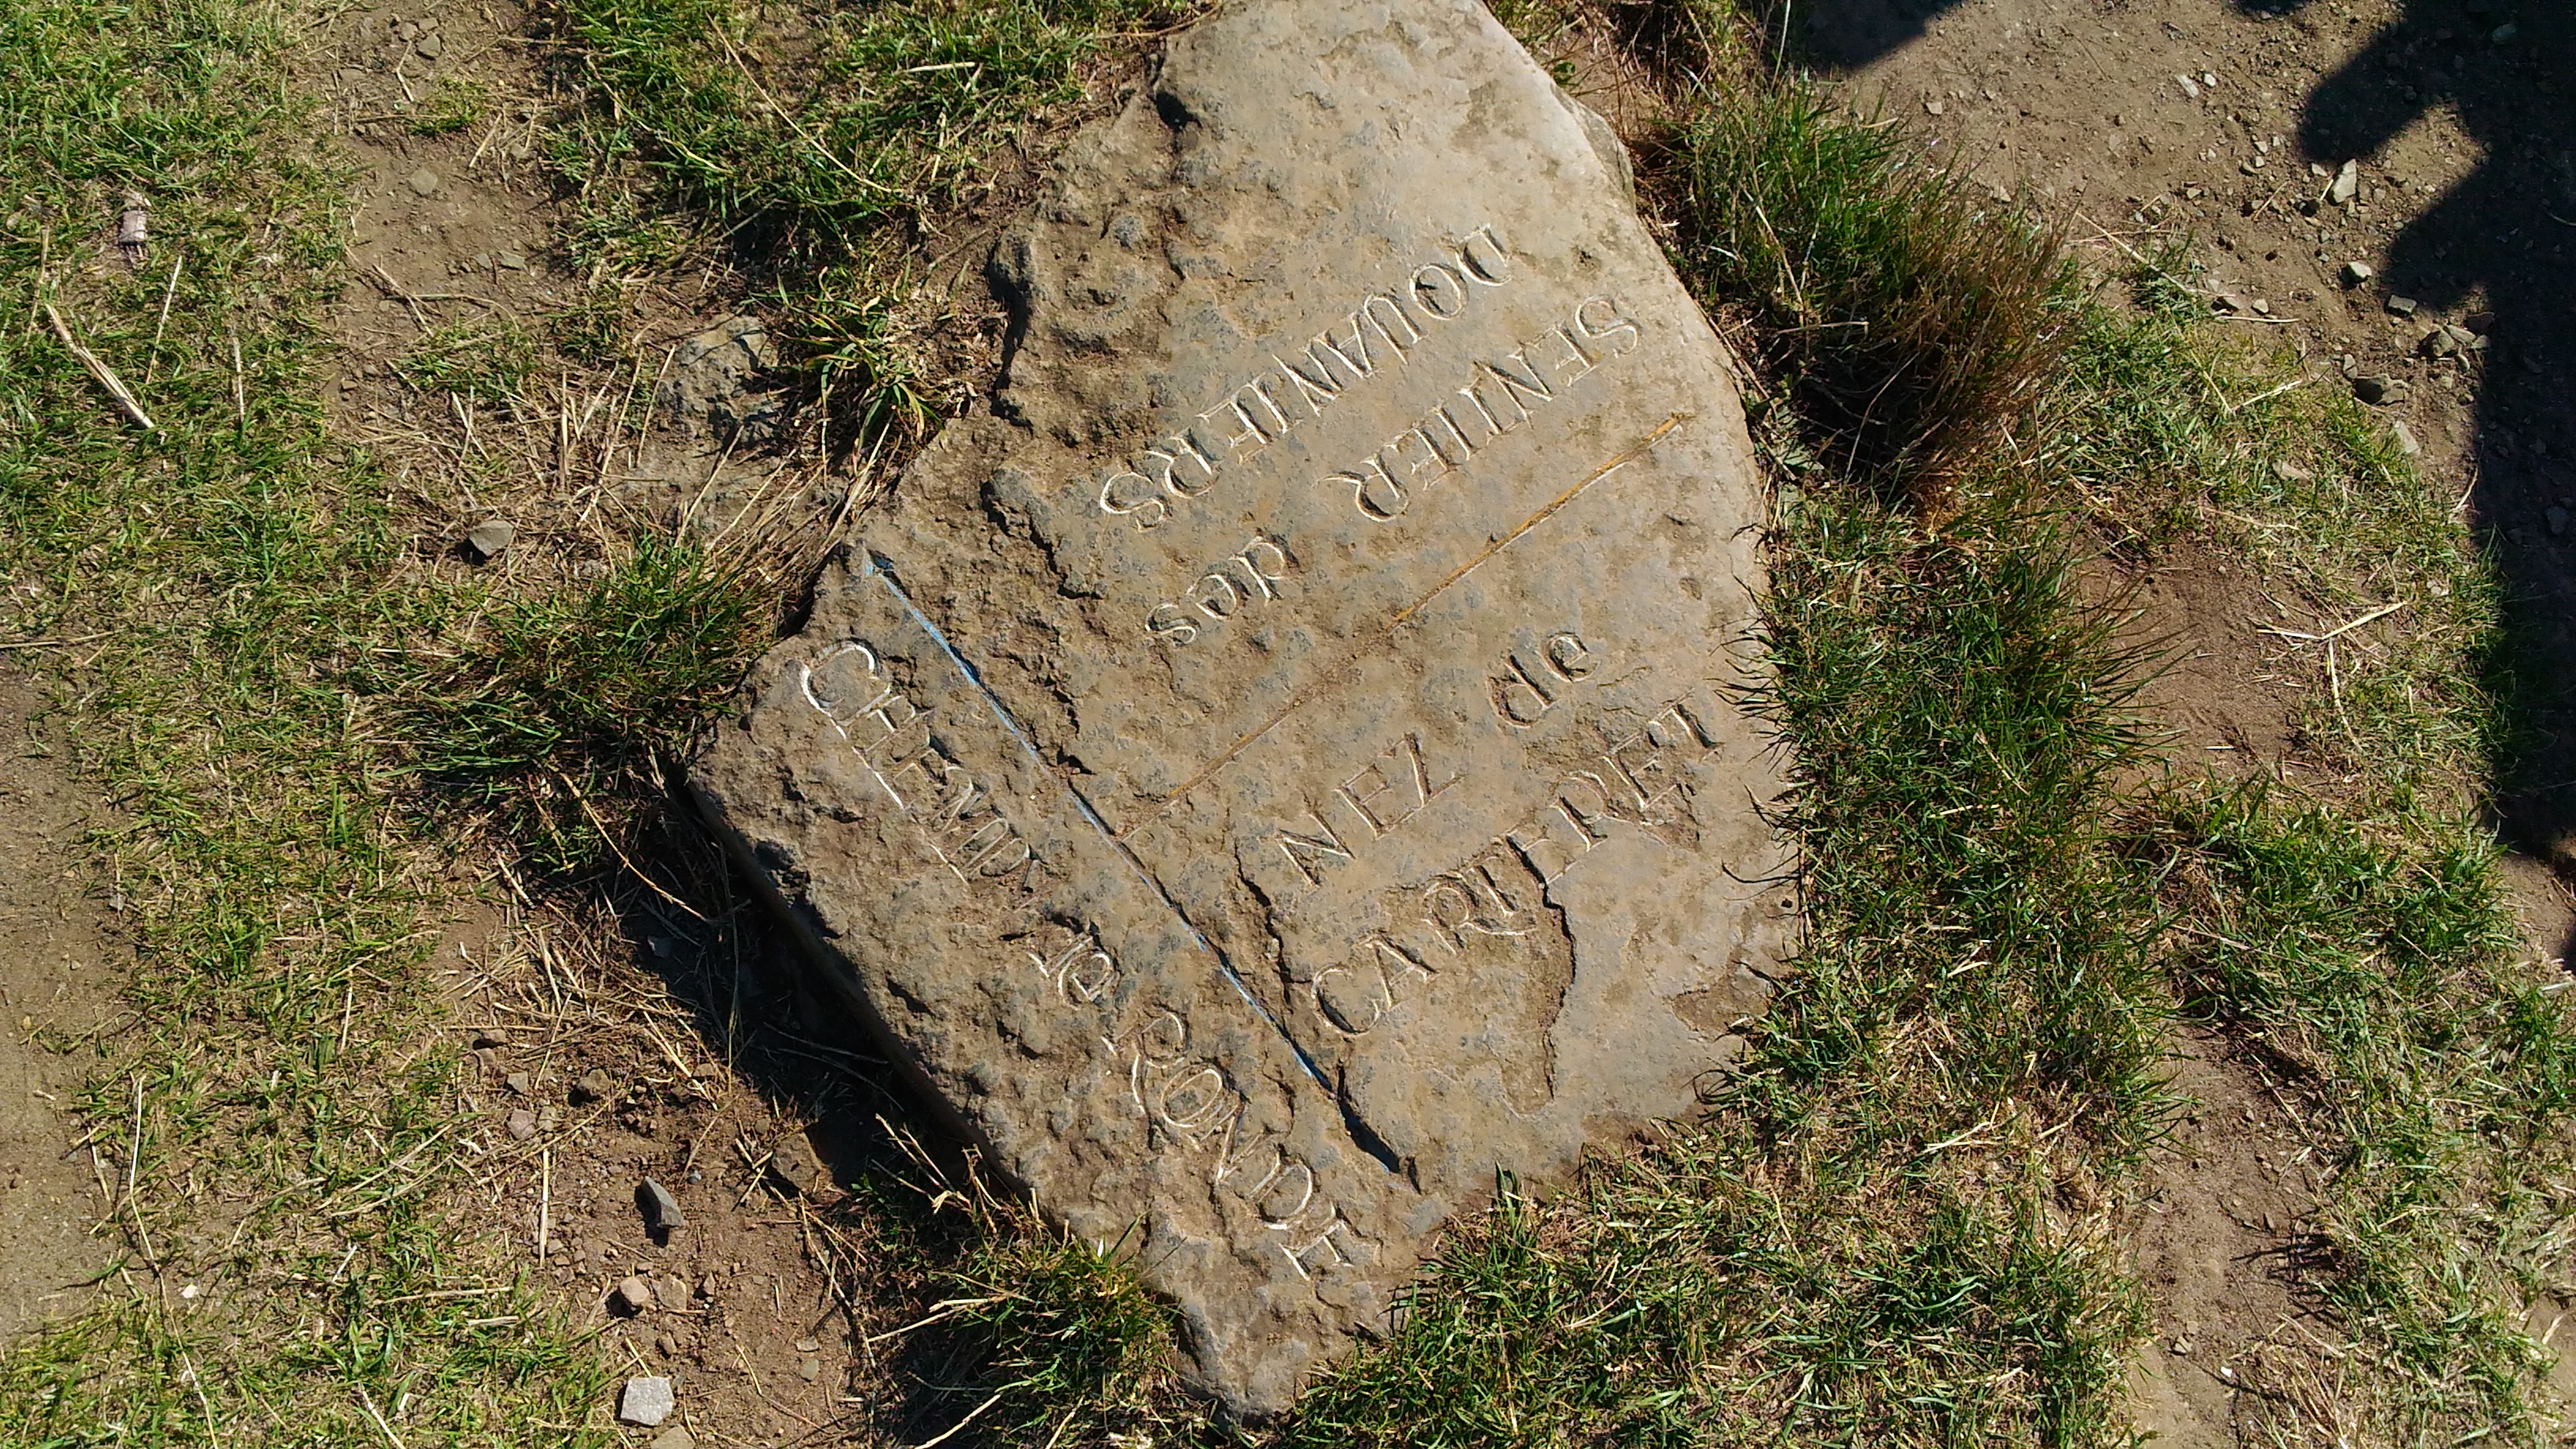 SENTIER des
DOUANIERS
NEZ de
CARTERET
CHEMIN de RONDE